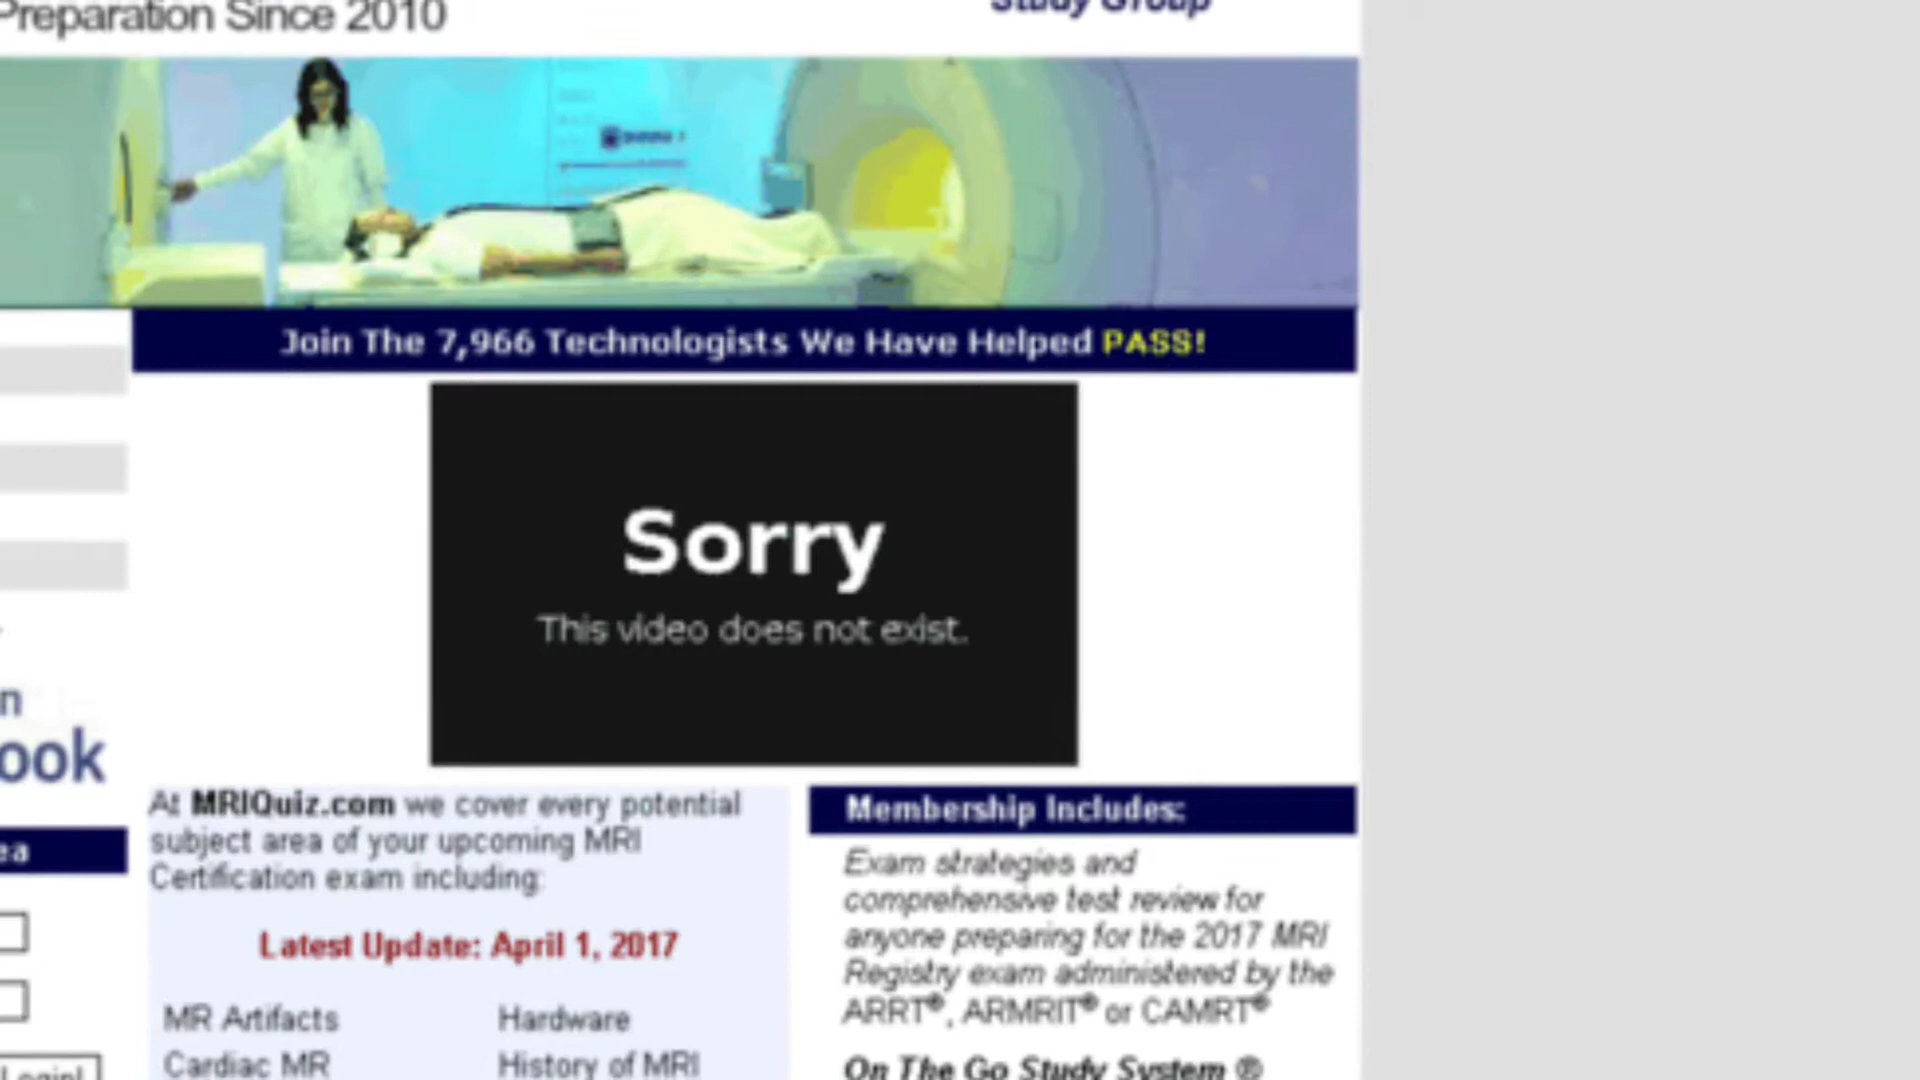 Preparation Since 2010
Study Group
Join The 7,966 Technologists We Have Helped PASS!
Sorry
This video does not exist.
n
ook
At MRIQuiz.com we cover every potential
subject area of your upcoming MRI
Certification exam including:
Latest Update: April 1, 2017
MR Artifacts
Hardware
Cardiac MR
History of MRI
ea
Login!
Membership Includes:
Exam strategies and
comprehensive test review for
anyone preparing for the 2017 MRI
Registry exam administered by the
ARRT®, ARMRIT® or CAMRT®
On The Go Study System ®